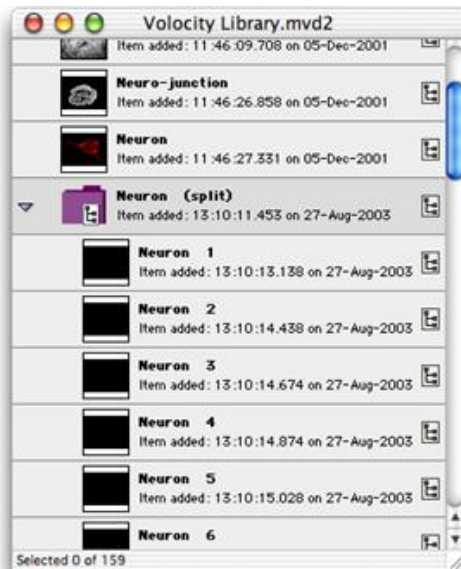 Volocity Library.mvd2
Item added: 11:46:09.708 on 05-Dec-2001
Neuro-junction
Item added: 11:46:26.858 on 05-Dec-2001
Neuron
Item added: 11:46:27.331 on 05-Dec-2001
Neuron (split)
Item added: 13:10:11.453 on 27-Aug-2003
Neuron 1
Item added: 13:10:13.138 on 27-Aug-2003
Neuron 2
Item added: 13:10:14.438 on 27-Aug-2003
Neuron 3
Item added: 13:10:14.674 on 27-Aug-2003
Neuron 4
Item added: 13:10:14.874 on 27-Aug-2003
Neuron 5
Item added: 13:10:15.028 on 27-Aug-2003
Neuron 6
Selected 0 of 159